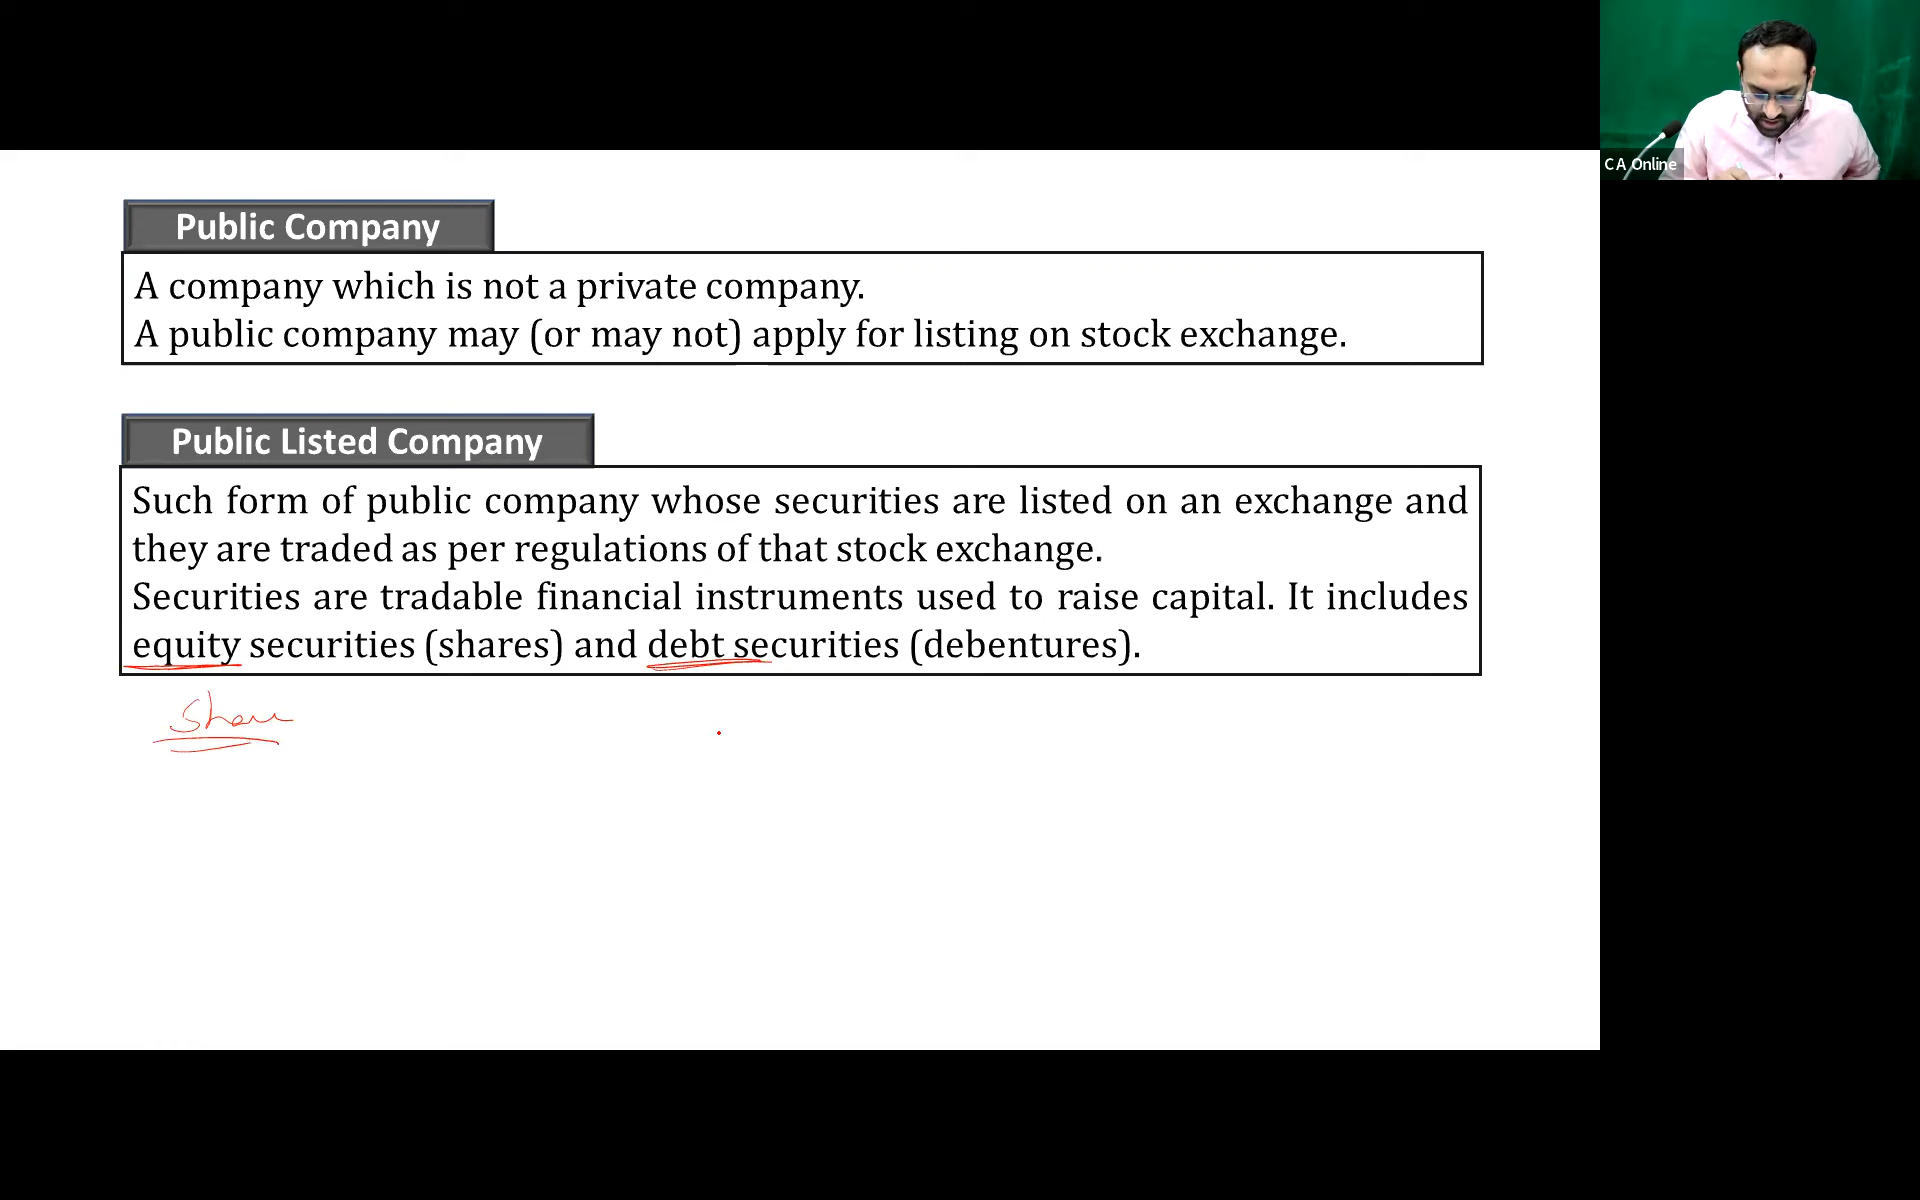 Public Company
A company which is not a private company.
A public company may (or may not) apply for listing on stock exchange.
Public Listed Company
Such form of public company whose securities are listed on an exchange and
they are traded as per regulations of that stock exchange.
Securities are tradable financial instruments used to raise capital. It includes
equity securities (shares) and debt securities (debentures).
C A Online